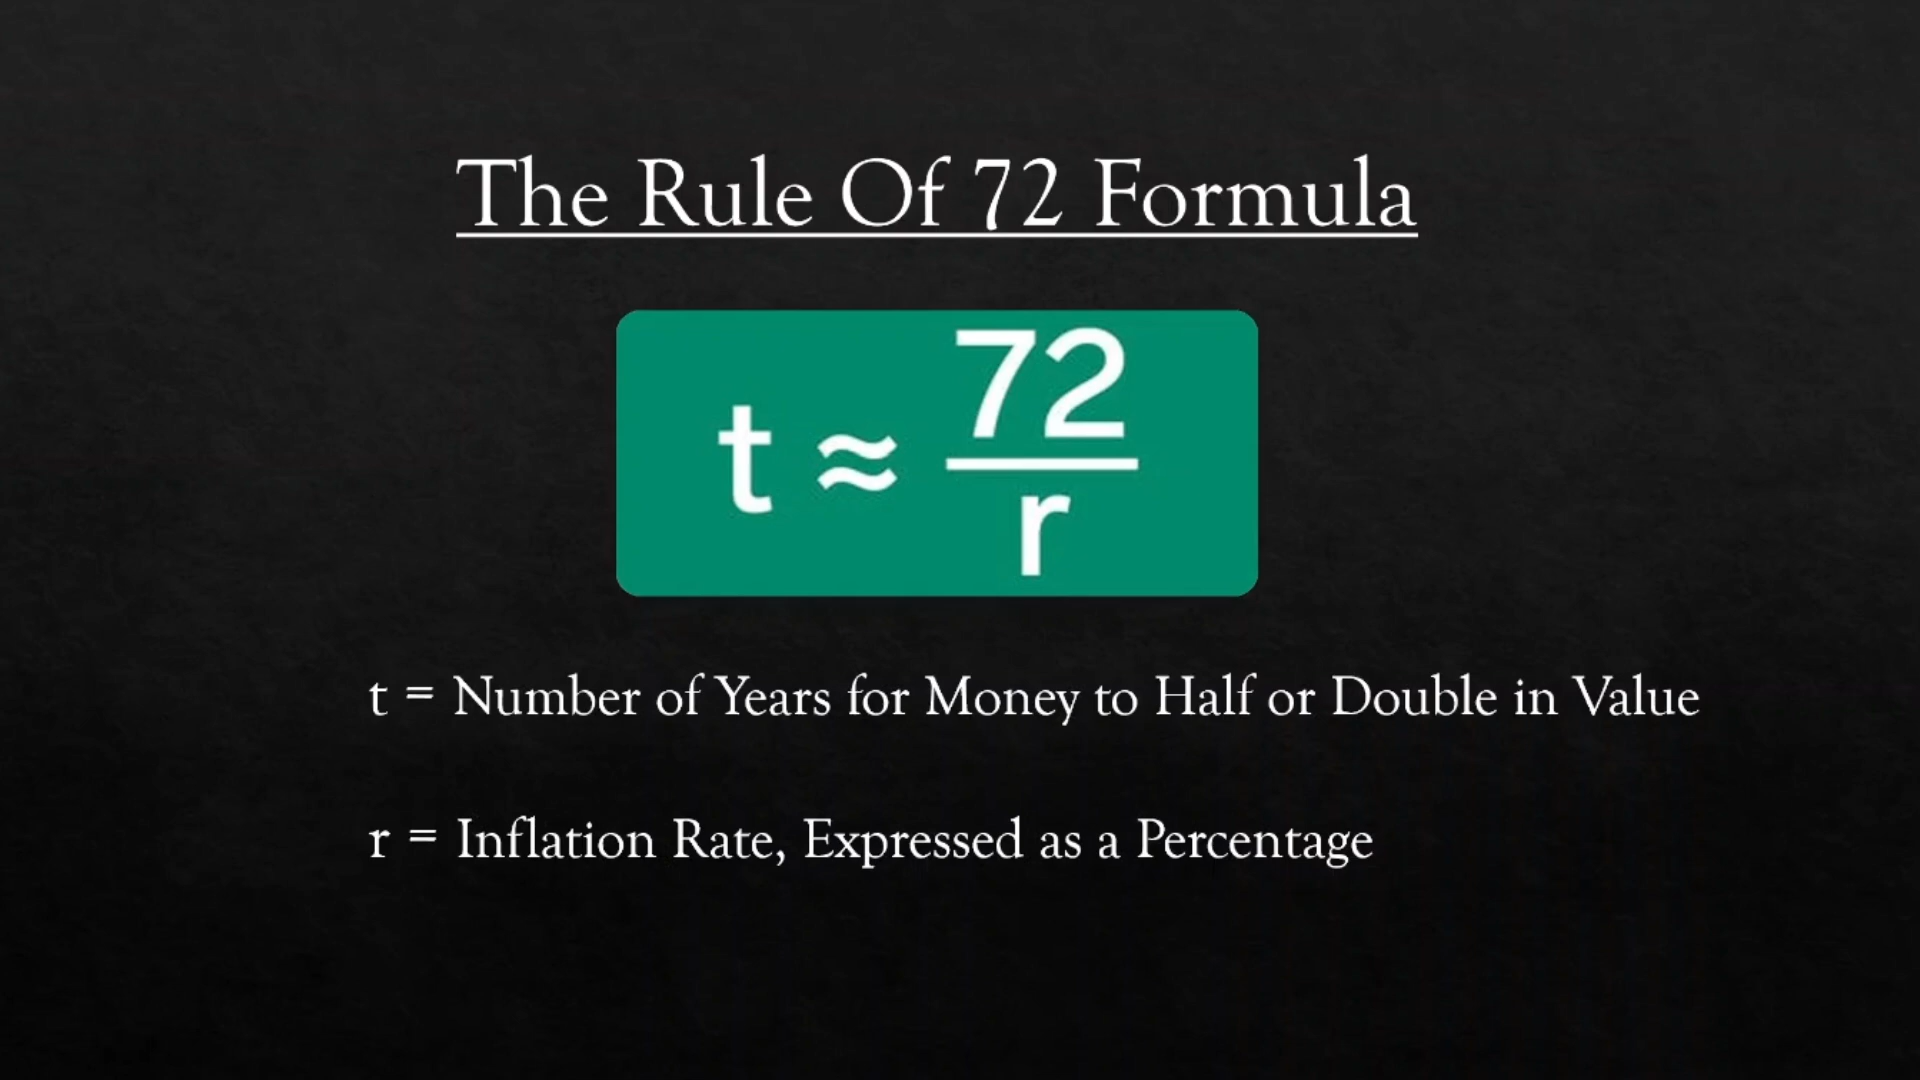 The Rule Of 72 Formula
t ≈ 72/r
t = Number of Years for Money to Half or Double in Value
r = Inflation Rate, Expressed as a Percentage